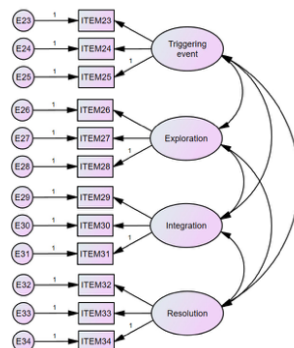 E23 1 ITEM23
E24 1 ITEM24
E25 1 ITEM25 1
Triggering
event
E26 1 ITEM26
E27 1 ITEM27
E28 1 ITEM28 1
Exploration
E29 1 ITEM29
E30 1 ITEM30
E31 1 ITEM31 1
Integration
E32 1 ITEM32
E33 1 ITEM33
E34 1 ITEM34 1
Resolution